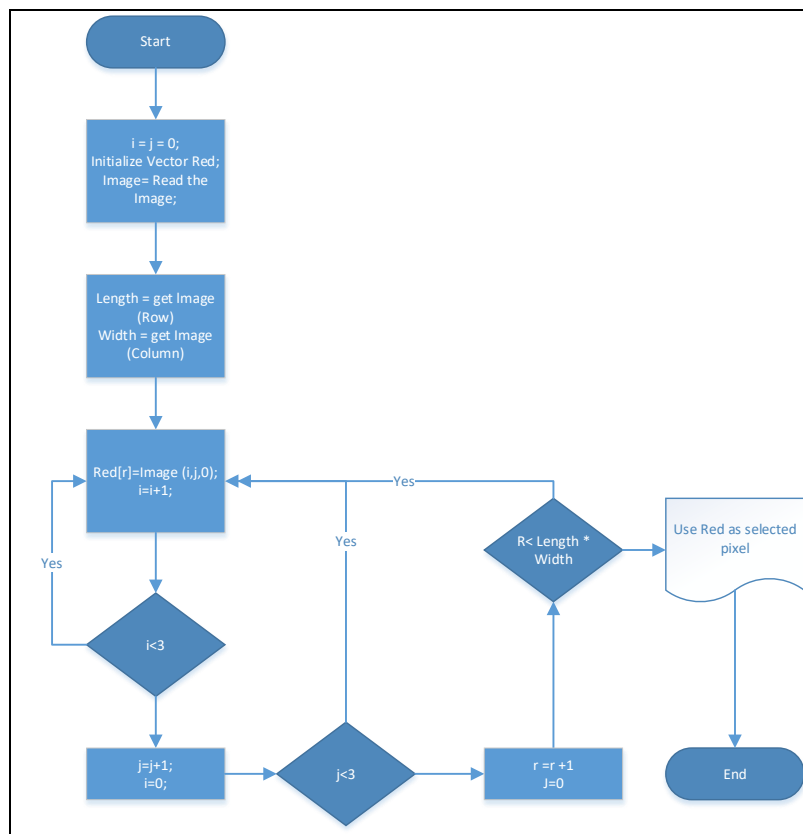 Start
i = j = 0;
Initialize Vector Red;
Image= Read the
Image;
Length = get Image
(Row)
Width = get Image
(Column)
Red[r]=Image (i,j,0);
i=i+1;
Yes
i<3
j=j+1;
i=0;
Yes
j<3
r =r +1
J=0
Yes
R< Length *
Width
Use Red as selected
pixel
End